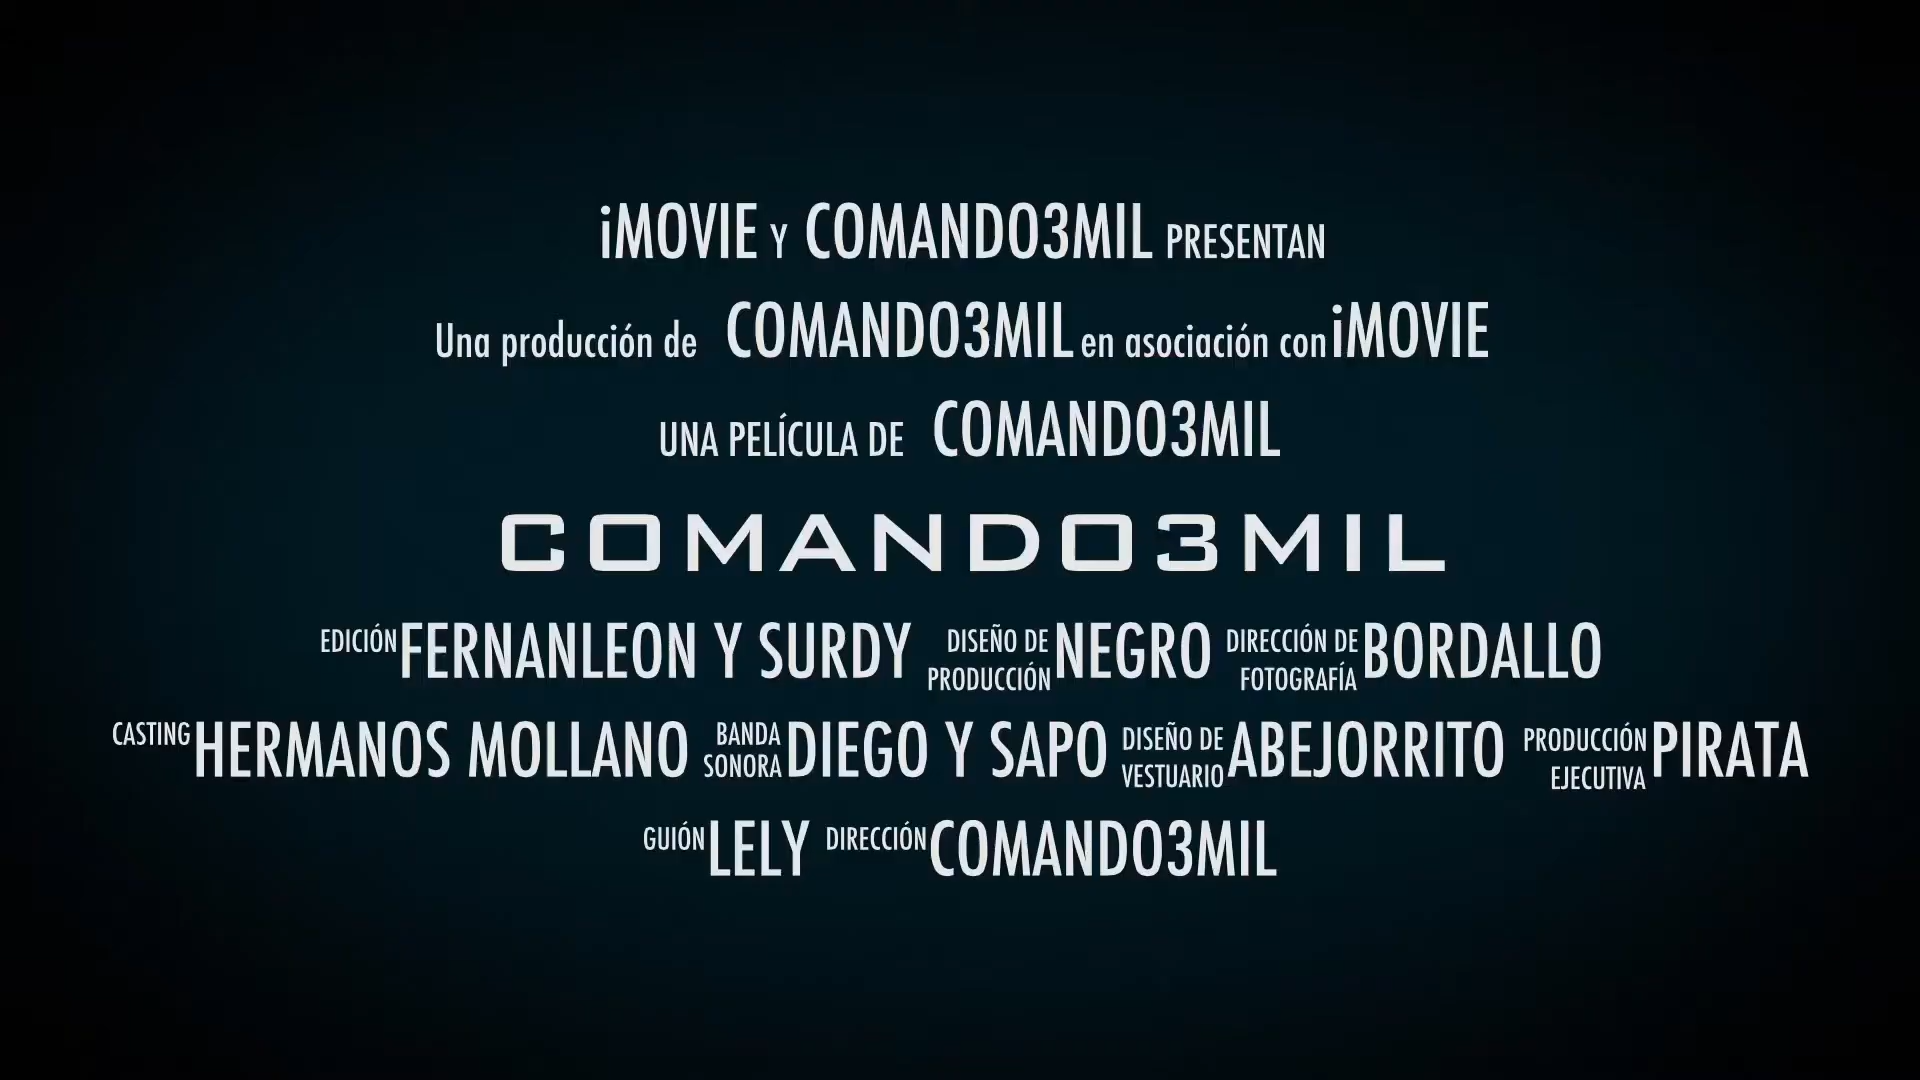 iMOVIE Y COMANDO3MIL PRESENTAN
Una producción de COMANDO3MIL en asociación con iMOVIE
UNA PELÍCULA DE COMANDO3MIL
COMANDO3MIL
EDICIÓN FERNANLEON Y SURDY DISEÑO DE PRODUCCIÓN NEGRO DIRECCIÓN DE FOTOGRAFÍA BORDALLO
CASTING HERMANOS MOLLANO BANDA SONORA DIEGO Y SAPO DISEÑO DE VESTUARIO ABEJORRITO PRODUCCIÓN EJECUTIVA PIRATA
GUIÓN LELY DIRECCIÓN COMANDO3MIL